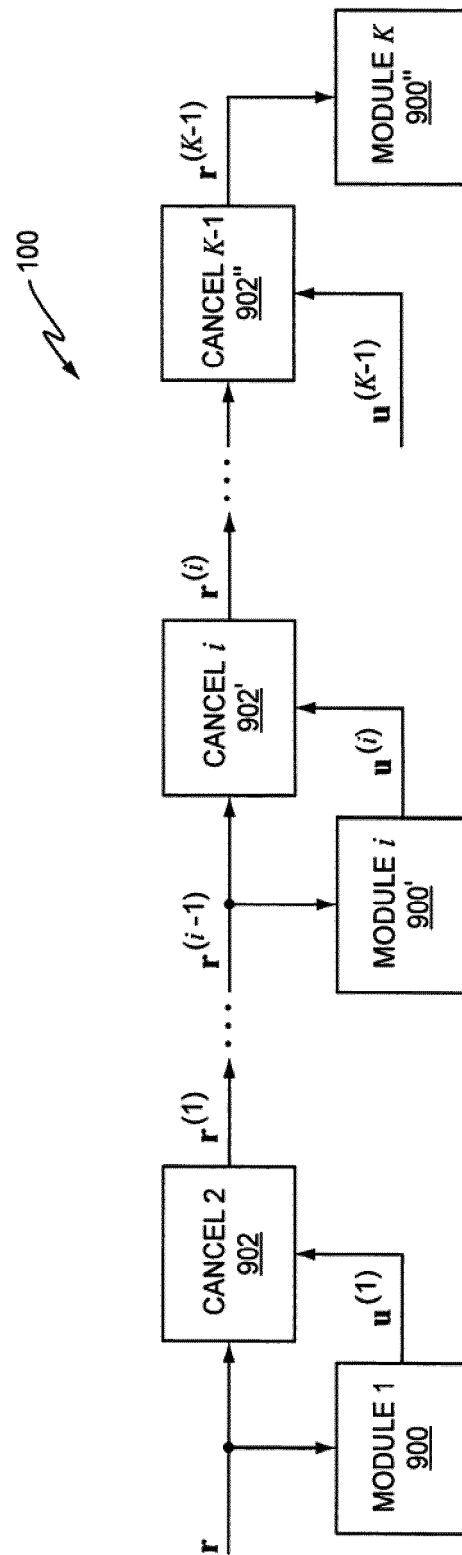 100
r
MODULE 1
900
u(1)
CANCEL 2
902
r(1)
...
r(i-1)
MODULE i
900'
u(i)
CANCEL i
902'
r(i)
...
u(K-1)
CANCEL K-1
902"
r(K-1)
MODULE K
900"